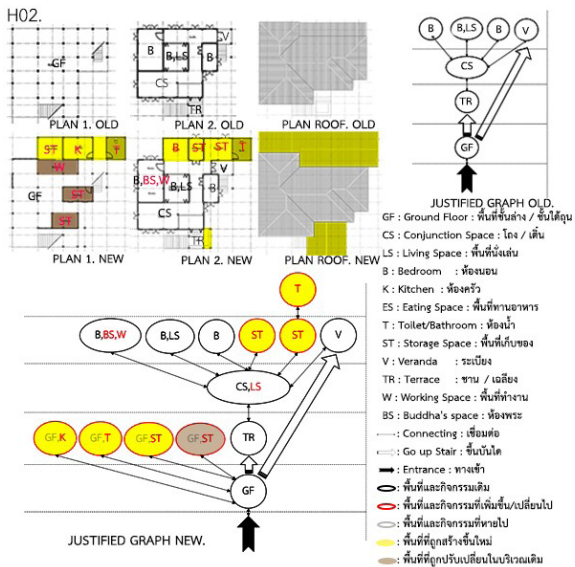 H02.
GF
B
B,LS
B
V
CS
TR
PLAN 1. OLD
PLAN 2. OLD
PLAN ROOF. OLD
ST
K
T
W
GF
ST
ST
B
ST
ST
T
B,BS,W
B,LS
B
CS
TR
PLAN 1. NEW
PLAN 2. NEW
PLAN ROOF. NEW
B
B,LS
B
V
CS
TR
GF
JUSTIFIED GRAPH OLD.
T
B,BS,W
B,LS
B
ST
ST
V
CS,LS
GF,K
GF,T
GF,ST
GF,ST
TR
GF
JUSTIFIED GRAPH NEW.
GF : Ground Floor : พื้นที่ชั้นล่าง / ชั้นใต้ถุน
CS : Conjunction Space : โถง / เติ๋น
LS : Living Space : พื้นที่นั่งเล่น
B : Bedroom : ห้องนอน
K : Kitchen : ห้องครัว
ES : Eating Space : พื้นที่ทานอาหาร
T : Toilet/Bathroom : ห้องน้ำ
ST : Storage Space : พื้นที่เก็บของ
V : Veranda : ระเบียง
TR : Terrace : ชาน / เฉลียง
W : Working Space : พื้นที่ทำงาน
BS : Buddha's space : ห้องพระ
: Connecting : เชื่อมต่อ
: Go up Stair : ขึ้นบันได
: Entrance : ทางเข้า
: พื้นที่และกิจกรรมเดิม
: พื้นที่และกิจกรรมที่เพิ่มขึ้น/เปลี่ยนไป
: พื้นที่และกิจกรรมที่หายไป
: พื้นที่ที่ถูกสร้างขึ้นใหม่
: พื้นที่ที่ถูกปรับเปลี่ยนในบริเวณเดิม